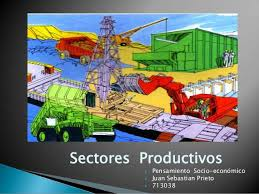 Sectores Productivos
Pensamiento Socio-económico
Juan Sebastian Prieto
713038